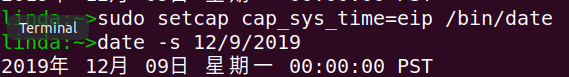 linda:~>sudo setcap cap_sys_time=eip /bin/date
Terminal
linda:~>date -s 12/9/2019
2019年 12月 09日 星期一 00:00:00 PST